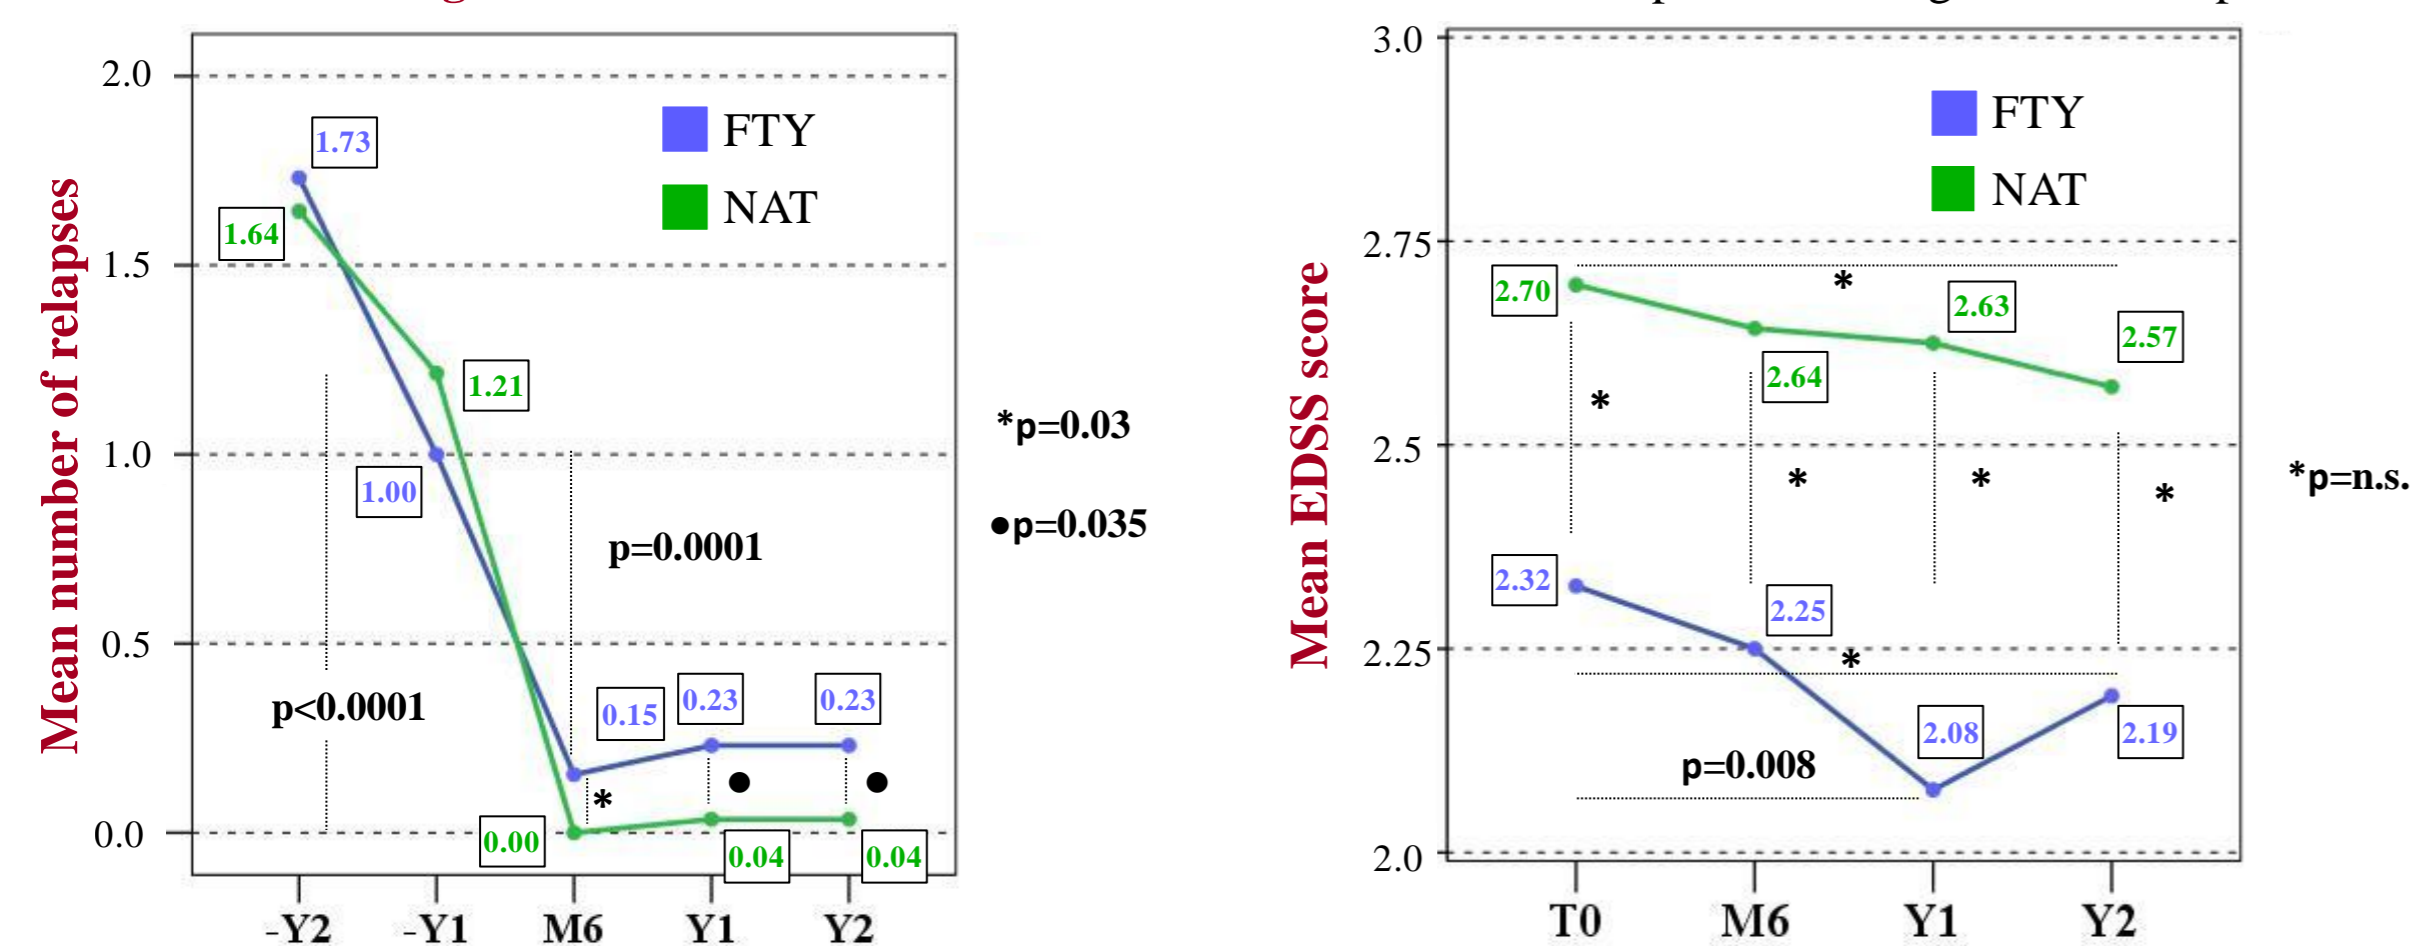 Mean number of relapses
2.0
1.5
1.0
0.5
0.0
FTY
NAT
1.73
1.64
1.21
1.00
p=0.0001
p<0.0001
0.15
0.23
0.23
*
●
●
0.00
0.04
0.04
-Y2 -Y1 M6 Y1 Y2
*p=0.03
●p=0.035
Mean EDSS score
3.0
2.75
2.5
2.25
2.0
FTY
NAT
*
2.70
2.64
2.63
2.57
*
*
*
*
2.32
2.25
*
2.08
2.19
p=0.008
T0 M6 Y1 Y2
*p=n.s.